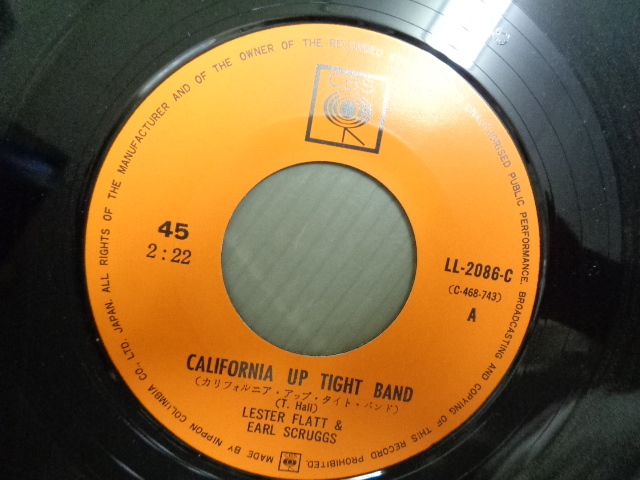 CBS
45
2:22
LL-2086-C
(C-468-743)
A
CALIFORNIA UP TIGHT BAND
(カリフォルニア・アップ・タイト・バンド)
(T. Hall)
LESTER FLATT &
EARL SCRUGGS
MADE BY NIPPON COLUMBIA CO., LTD. JAPAN. ALL RIGHTS OF THE MANUFACTURER AND OF THE OWNER OF THE RECORDED PUBLIC PERFORMANCE, BROADCASTING AND COPYING OF THIS RECORD PROHIBITED.